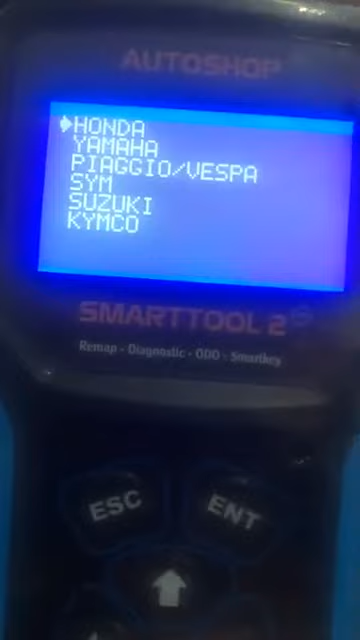 AUTOSHOP
HONDA
YAMAHA
PIAGGIO/VESPA
SYM
SUZUKI
KYMCO
SMARTTOOL 2
Remap - Diagnostic - ODO - Smartkey
ESC
ENT